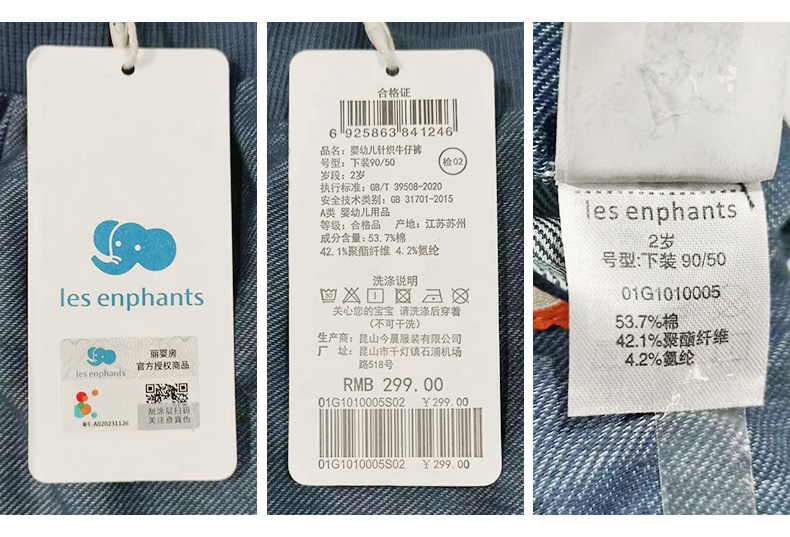 les enphants
丽婴房
官方授权商品
les enphants
刮涂层扫码
关注查真伪
编号:A020231126
合格证
6 925863 841246
品名: 婴幼儿针织牛仔裤
号型: 下装90/50
检02
岁段: 2岁
执行标准: GB/T 39508-2020
安全技术类别: GB 31701-2015
A类 婴幼儿用品
等级: 合格品 产地: 江苏苏州
成分含量: 53.7%棉
42.1%聚酯纤维 4.2%氨纶
洗涤说明
关心您的宝宝 请洗涤后穿着
(不可干洗)
生产商: 昆山今晨服装有限公司
厂 址: 昆山市千灯镇石浦机场
路518号
RMB 299.00
01G1010005S02 ¥299.00
01G1010005S02 ¥299.00
les enphants
2岁
号型:下装 90/50
01G1010005
53.7%棉
42.1%聚酯纤维
4.2%氨纶